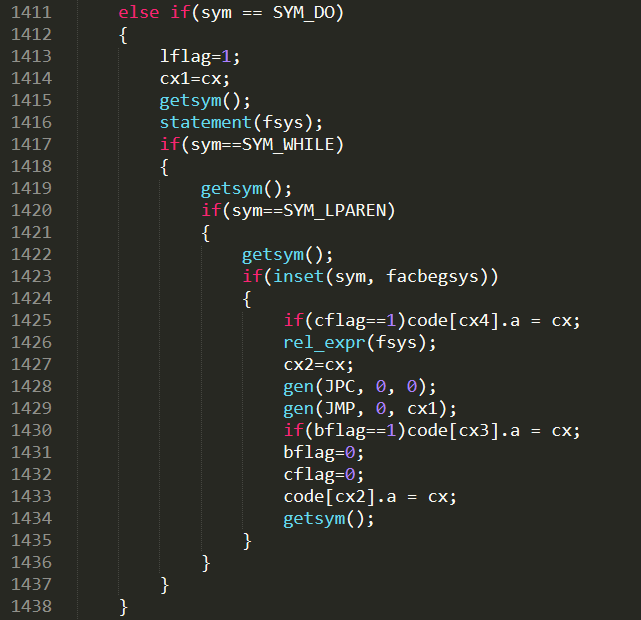 1411 else if(sym == SYM_DO)
1412 {
1413 lflag=1;
1414 cx1=cx;
1415 getsym();
1416 statement(fsys);
1417 if(sym==SYM_WHILE)
1418 {
1419 getsym();
1420 if(sym==SYM_LPAREN)
1421 {
1422 getsym();
1423 if(inset(sym, facbegsys))
1424 {
1425 if(cflag==1)code[cx4].a = cx;
1426 rel_expr(fsys);
1427 cx2=cx;
1428 gen(JPC, 0, 0);
1429 gen(JMP, 0, cx1);
1430 if(bflag==1)code[cx3].a = cx;
1431 bflag=0;
1432 cflag=0;
1433 code[cx2].a = cx;
1434 getsym();
1435 }
1436 }
1437 }
1438 }